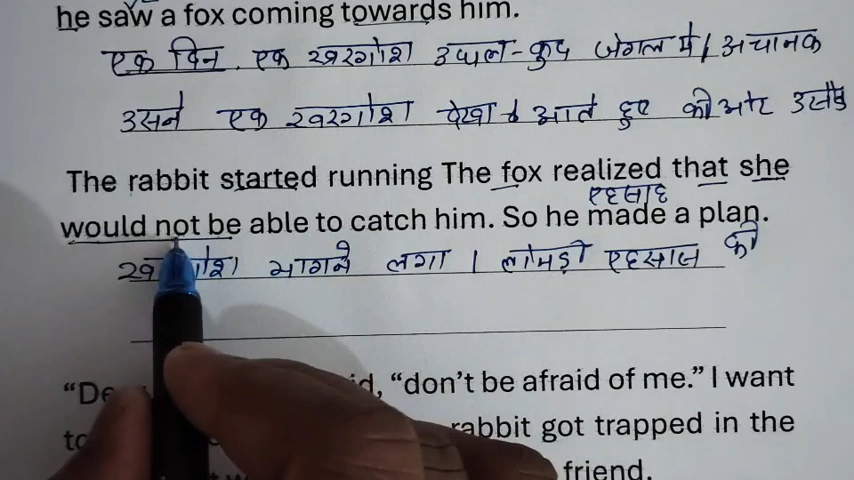 he saw a fox coming towards him.
एक दिन, एक खरगोश उछल-कुद जंगल मे। अचानक
उसने एक खरगोश देखा आते हुए की ओर उसके
The rabbit started running The fox realized that she
एहसाह
would not be able to catch him. So he made a plan.
भागने लगा । लोमड़ी एहसास की
"De d, "don't be afraid of me." I want
rabbit got trapped in the
friend.